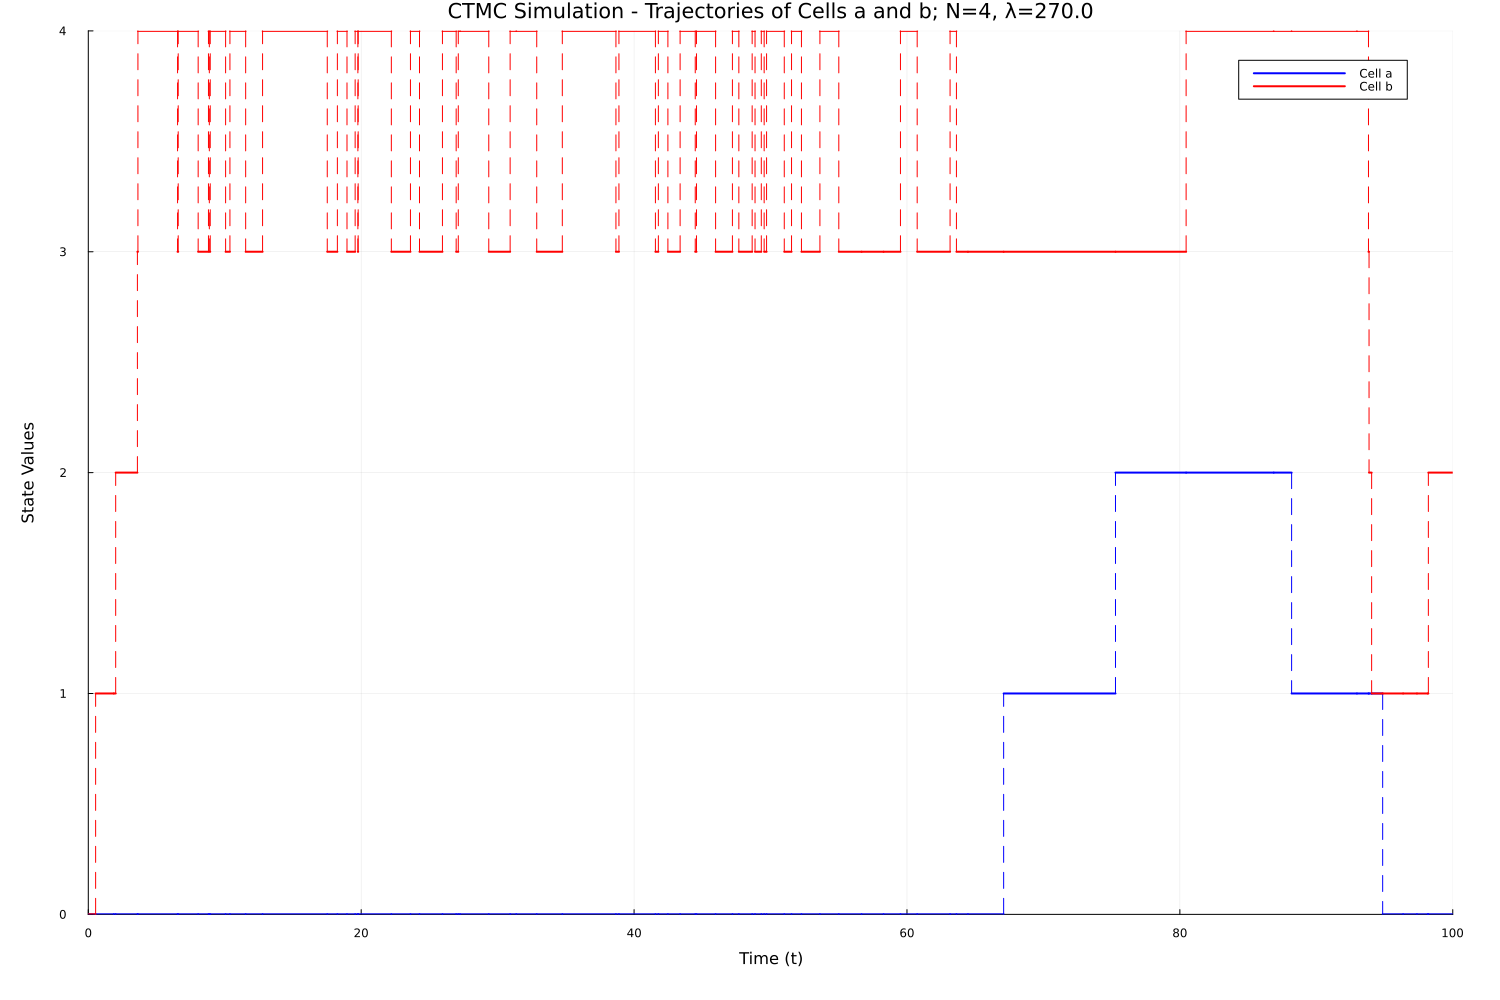 CTMC Simulation - Trajectories of Cells a and b; N=4, λ=270.0
4
Cell a
Cell b
3
State Values
2
1
0
0 20 40 60 80 100
Time (t)